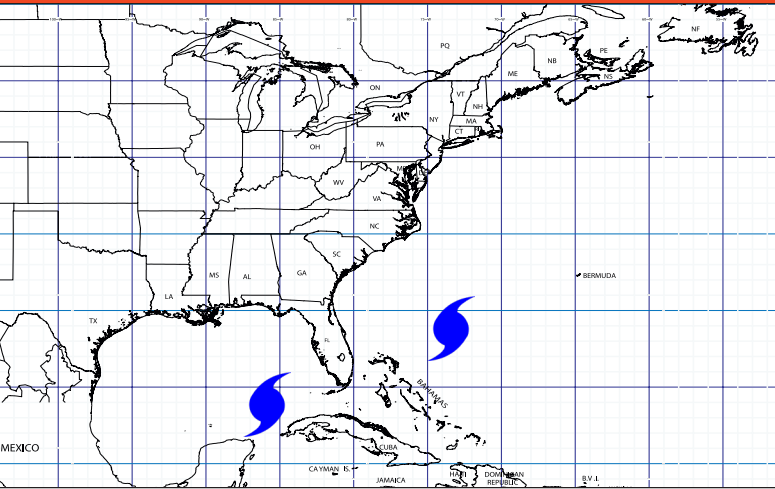 NF
PQ
PE
NB
ME
NS
ON
VT
NH
NY
MA
CT
OH
PA
WV
VA
NC
SC
MS
AL
GA
BERMUDA
LA
TX
FL
BAHAMAS
MEXICO
CUBA
CAYMAN IS.
HAITI
DOMINICAN
REPUBLIC
JAMAICA
B.V.I.